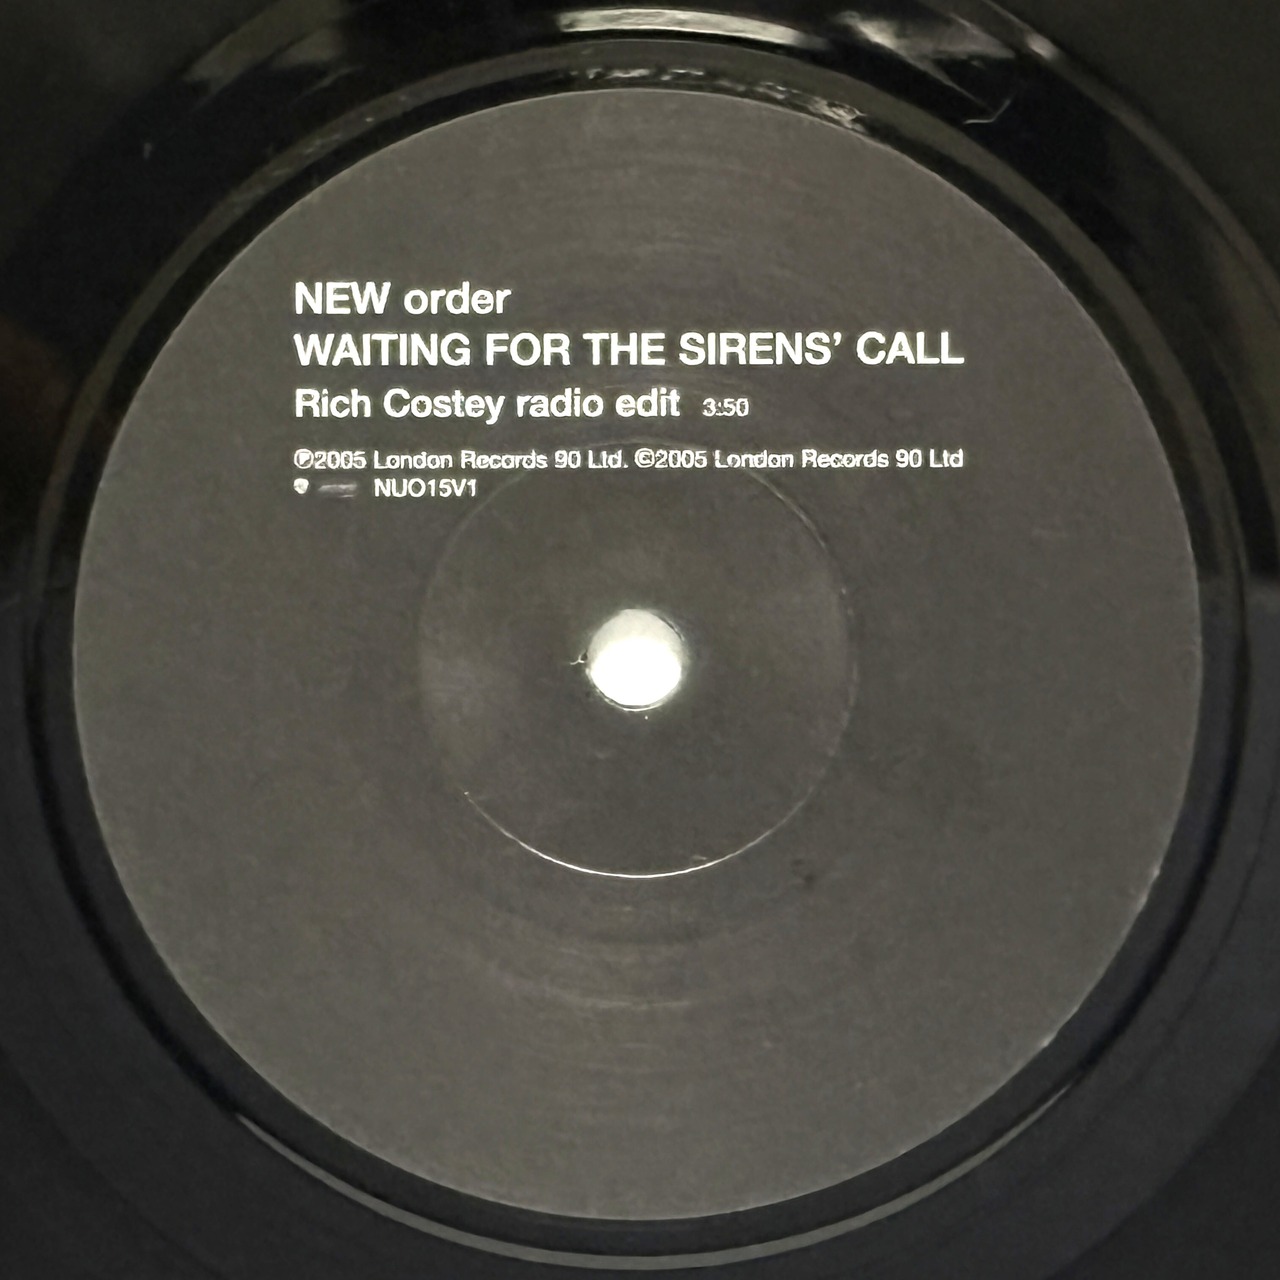 NEW order
WAITING FOR THE SIRENS’ CALL
Rich Costey radio edit 3:50
℗2005 London Records 90 Ltd. ©2005 London Records 90 Ltd
NUO15V1